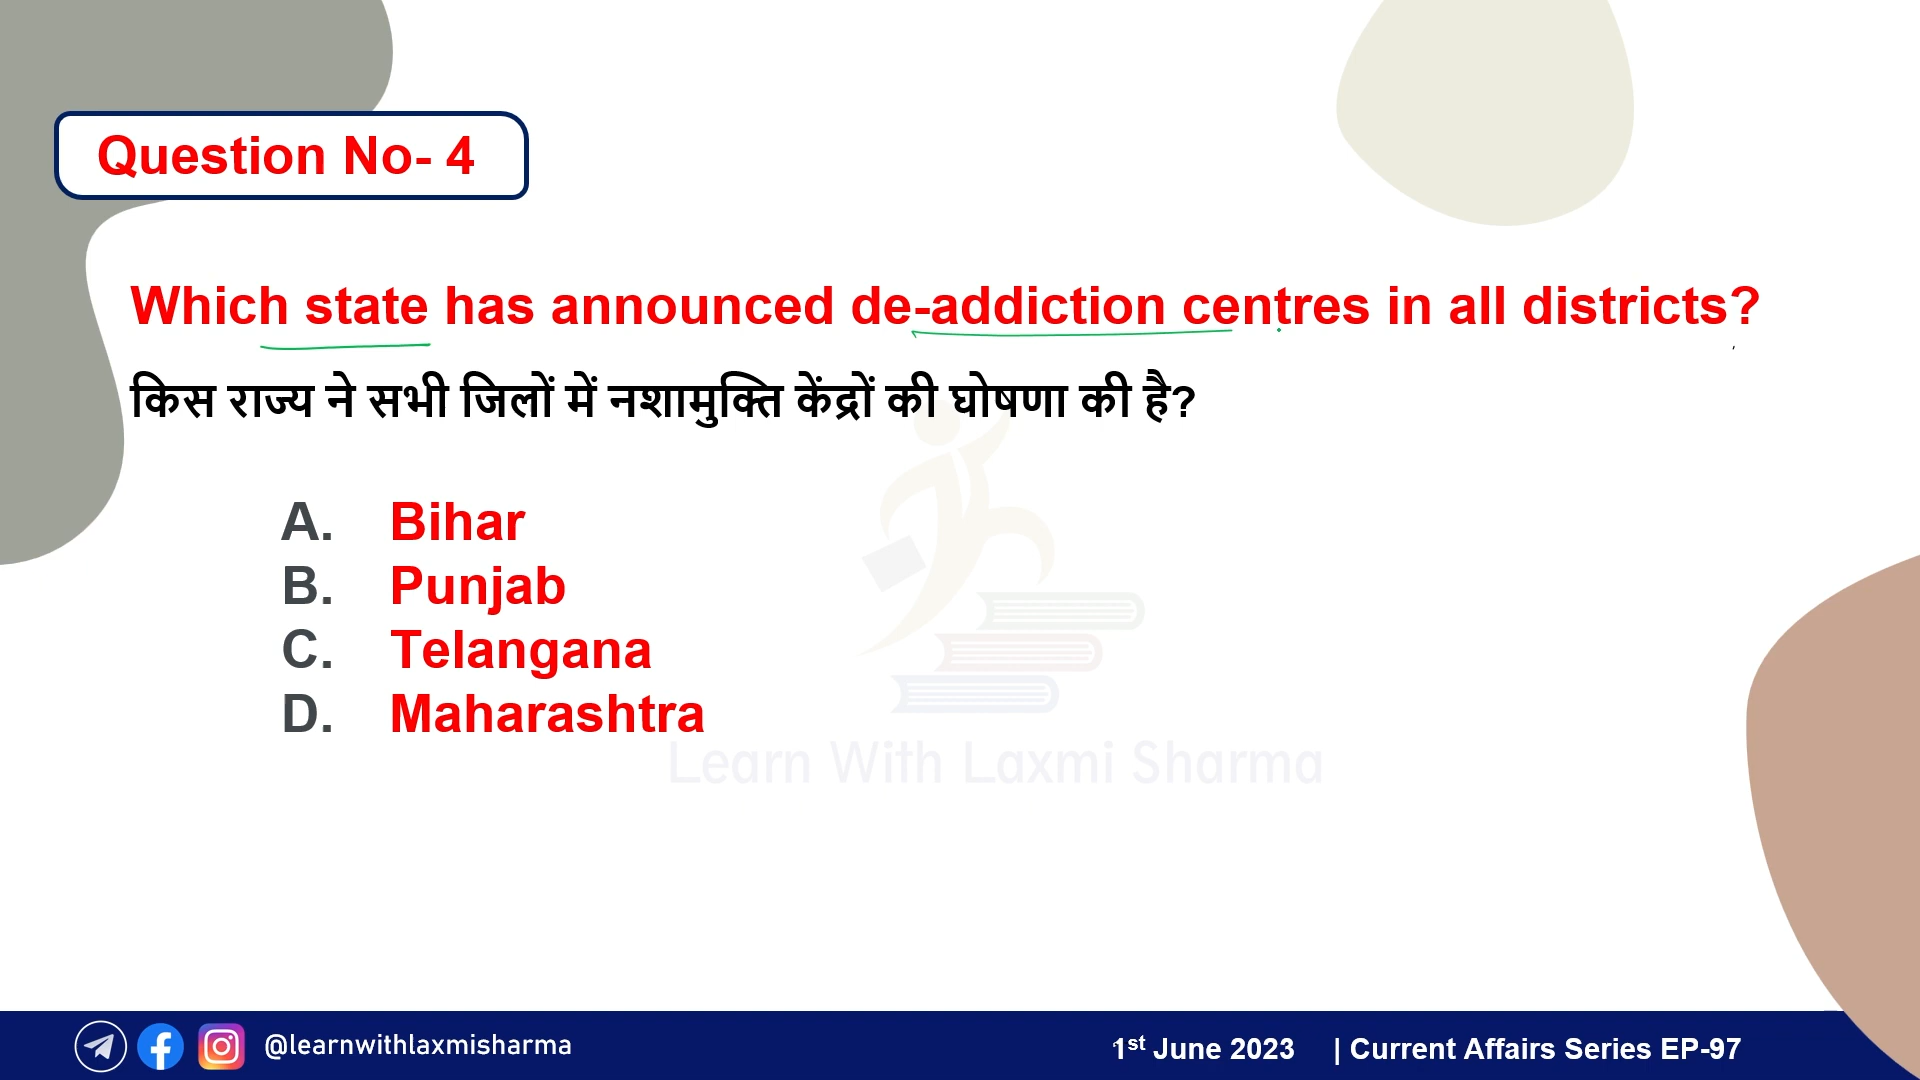 Question No- 4
Which state has announced de-addiction centres in all districts?
किस राज्य ने सभी जिलों में नशामुक्ति केंद्रों की घोषणा की है?
A. Bihar
B. Punjab
C. Telangana
D. Maharashtra
Learn With Laxmi Sharma
@learnwithlaxmisharma
1st June 2023 | Current Affairs Series EP-97